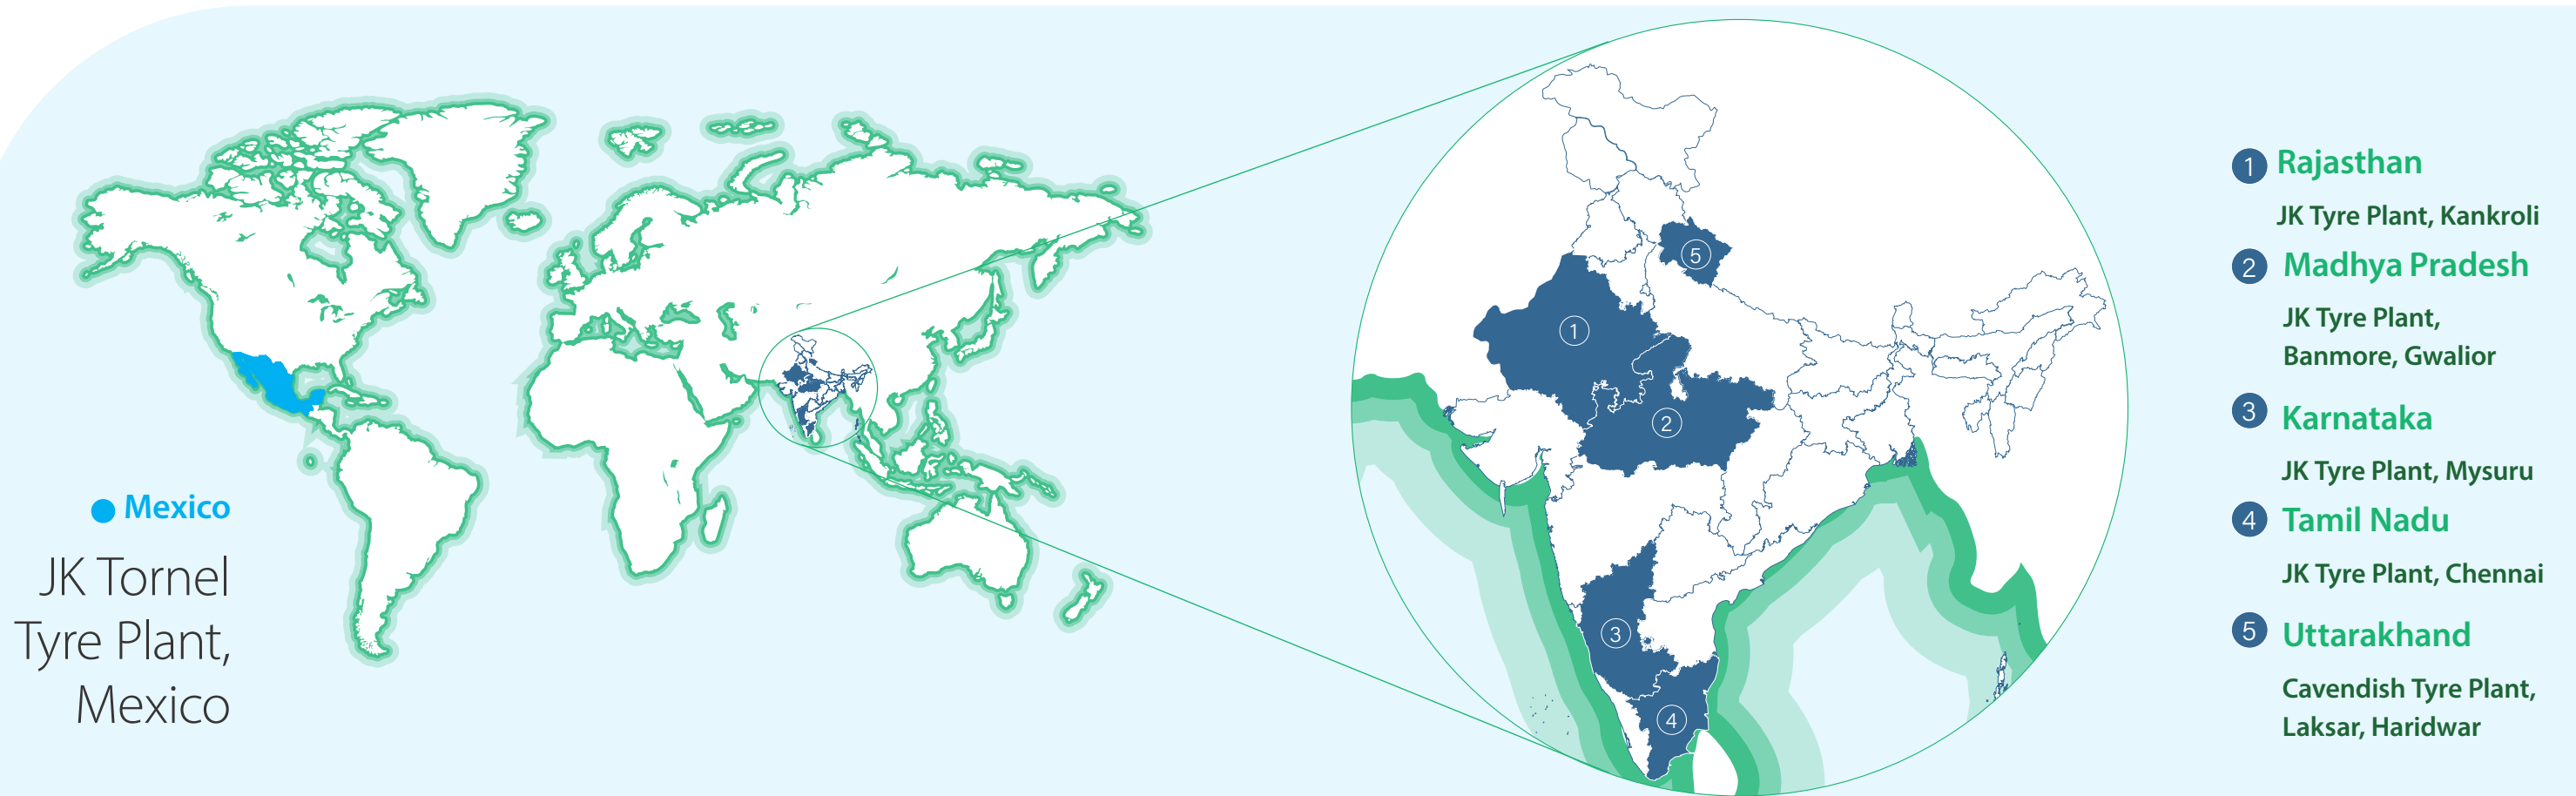 Mexico
JK Tornel
Tyre Plant,
Mexico
5
1
2
3
4
1 Rajasthan
JK Tyre Plant, Kankroli
2 Madhya Pradesh
JK Tyre Plant,
Banmore, Gwalior
3 Karnataka
JK Tyre Plant, Mysuru
4 Tamil Nadu
JK Tyre Plant, Chennai
5 Uttarakhand
Cavendish Tyre Plant,
Laksar, Haridwar